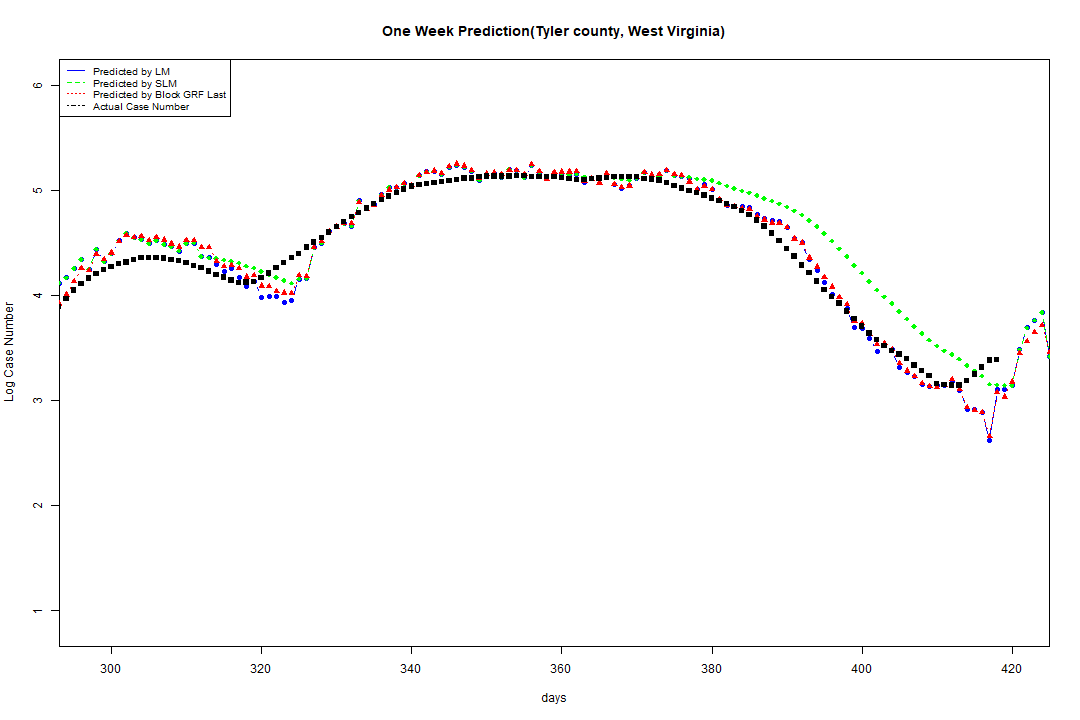 One Week Prediction(Tyler county, West Virginia)
Predicted by LM
Predicted by SLM
Predicted by Block GRF Last
Actual Case Number
6
5
4
3
2
1
Log Case Number
300 320 340 360 380 400 420
days